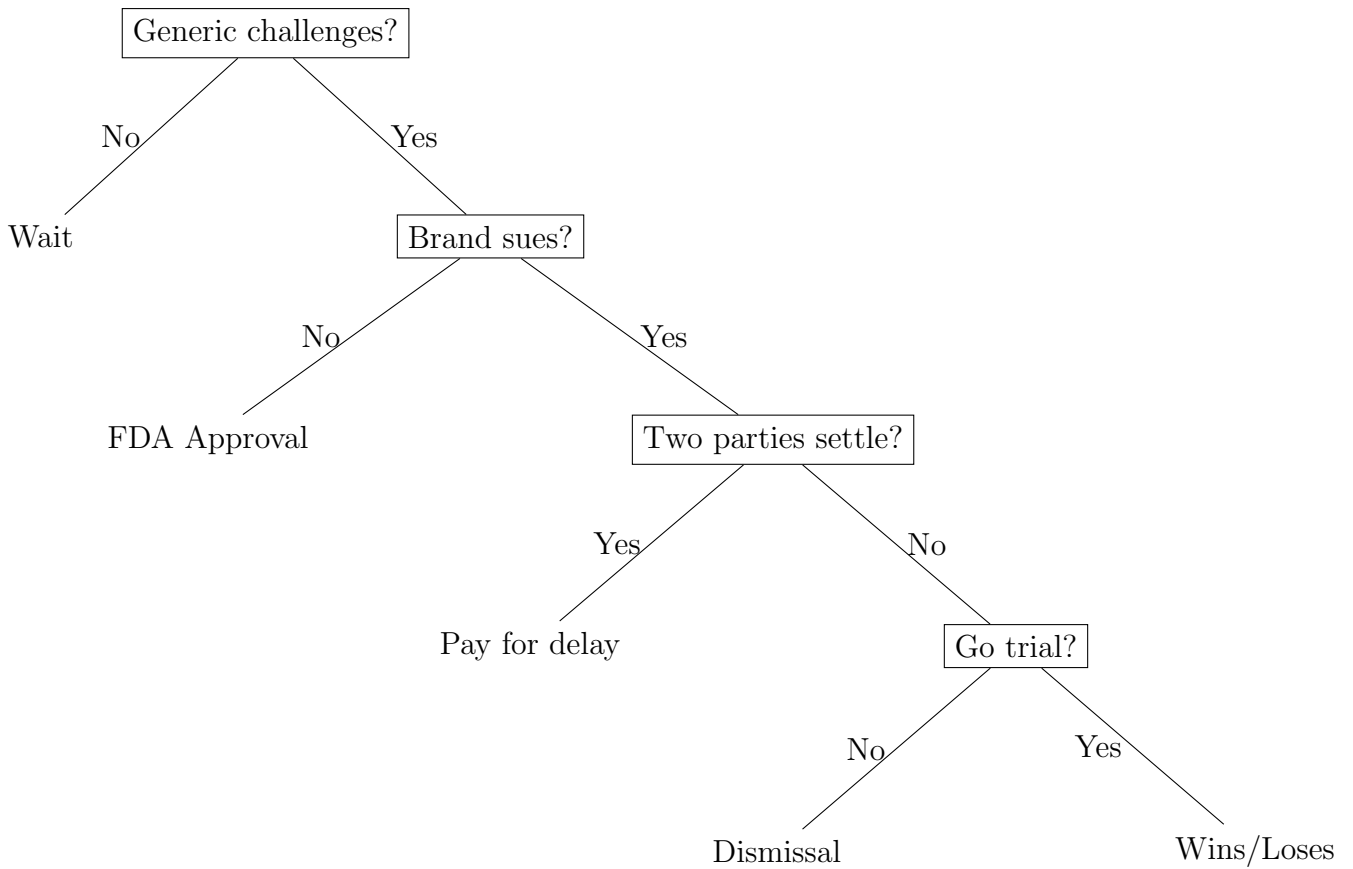 Generic challenges?
No
Yes
Wait
Brand sues?
No
Yes
FDA Approval
Two parties settle?
Yes
No
Pay for delay
Go trial?
No
Yes
Dismissal
Wins/Loses